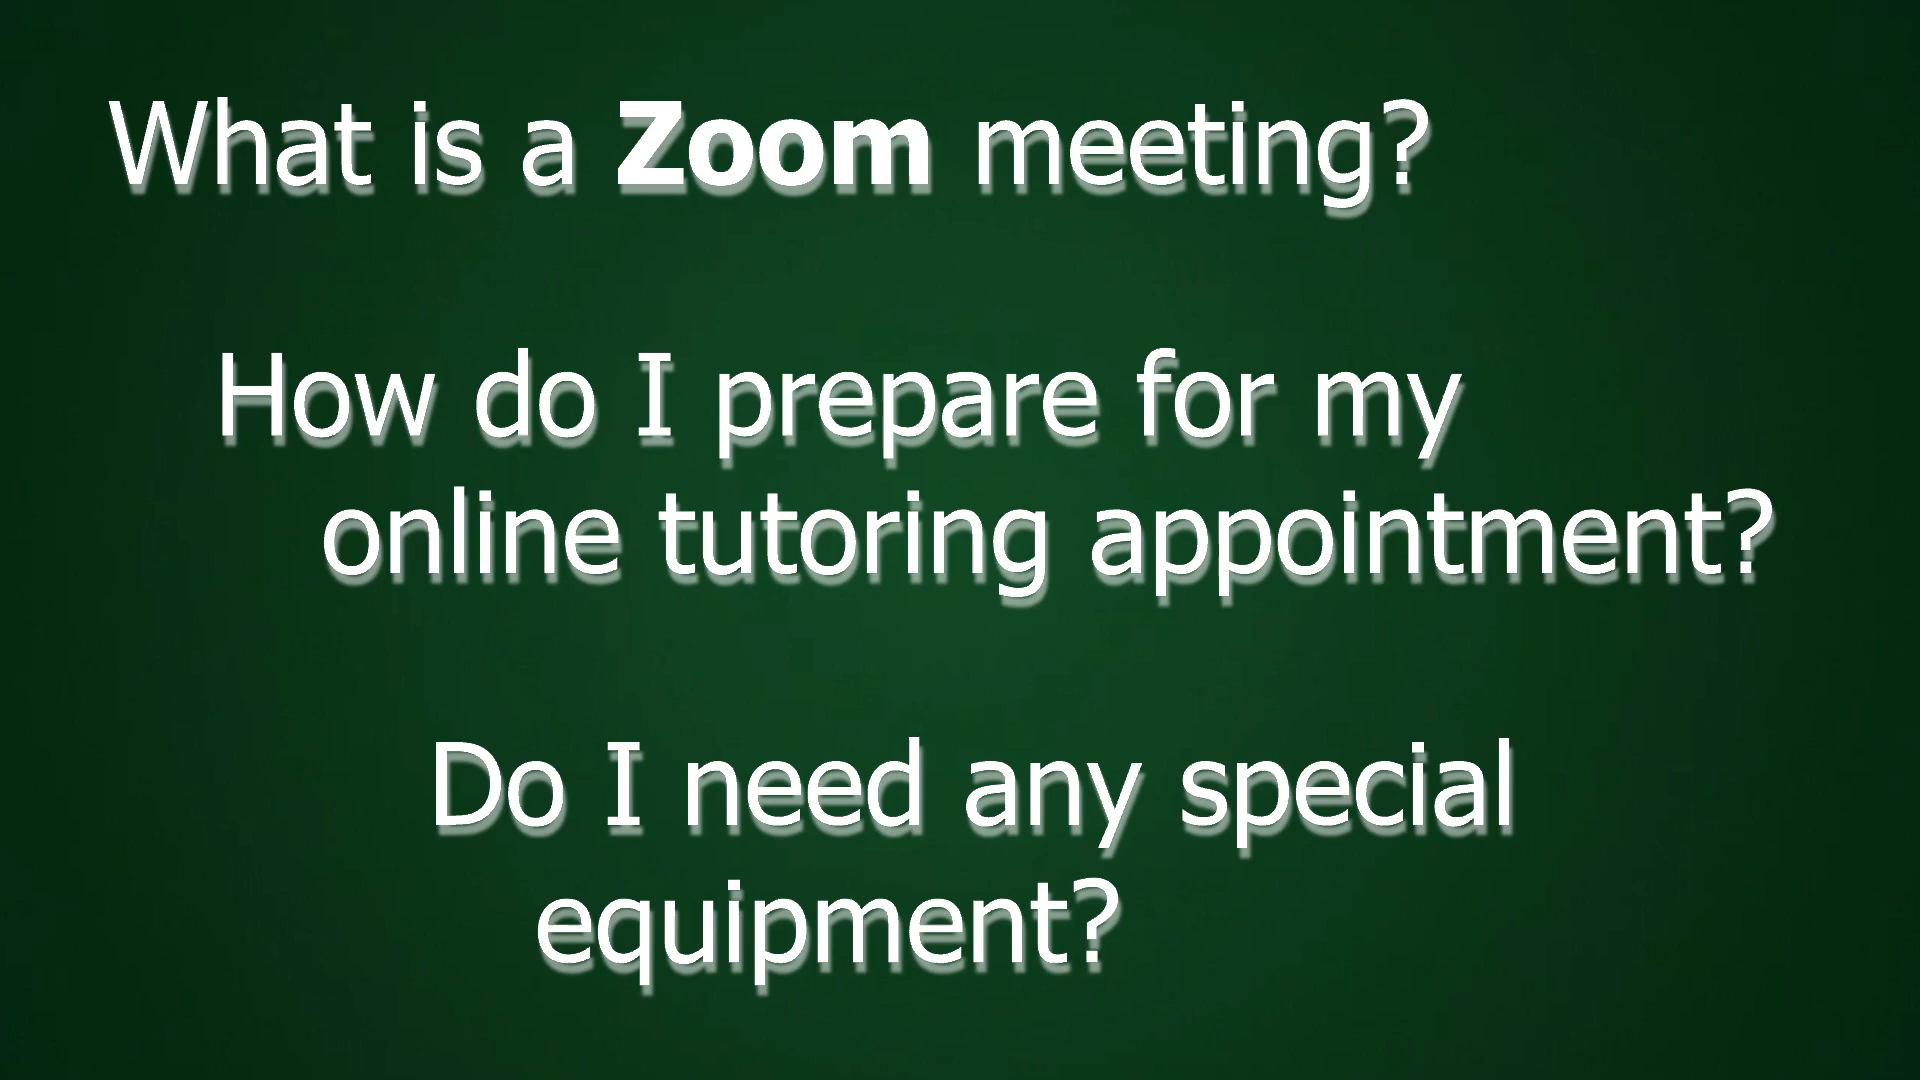 What is a Zoom meeting?
How do I prepare for my
online tutoring appointment?
Do I need any special
equipment?